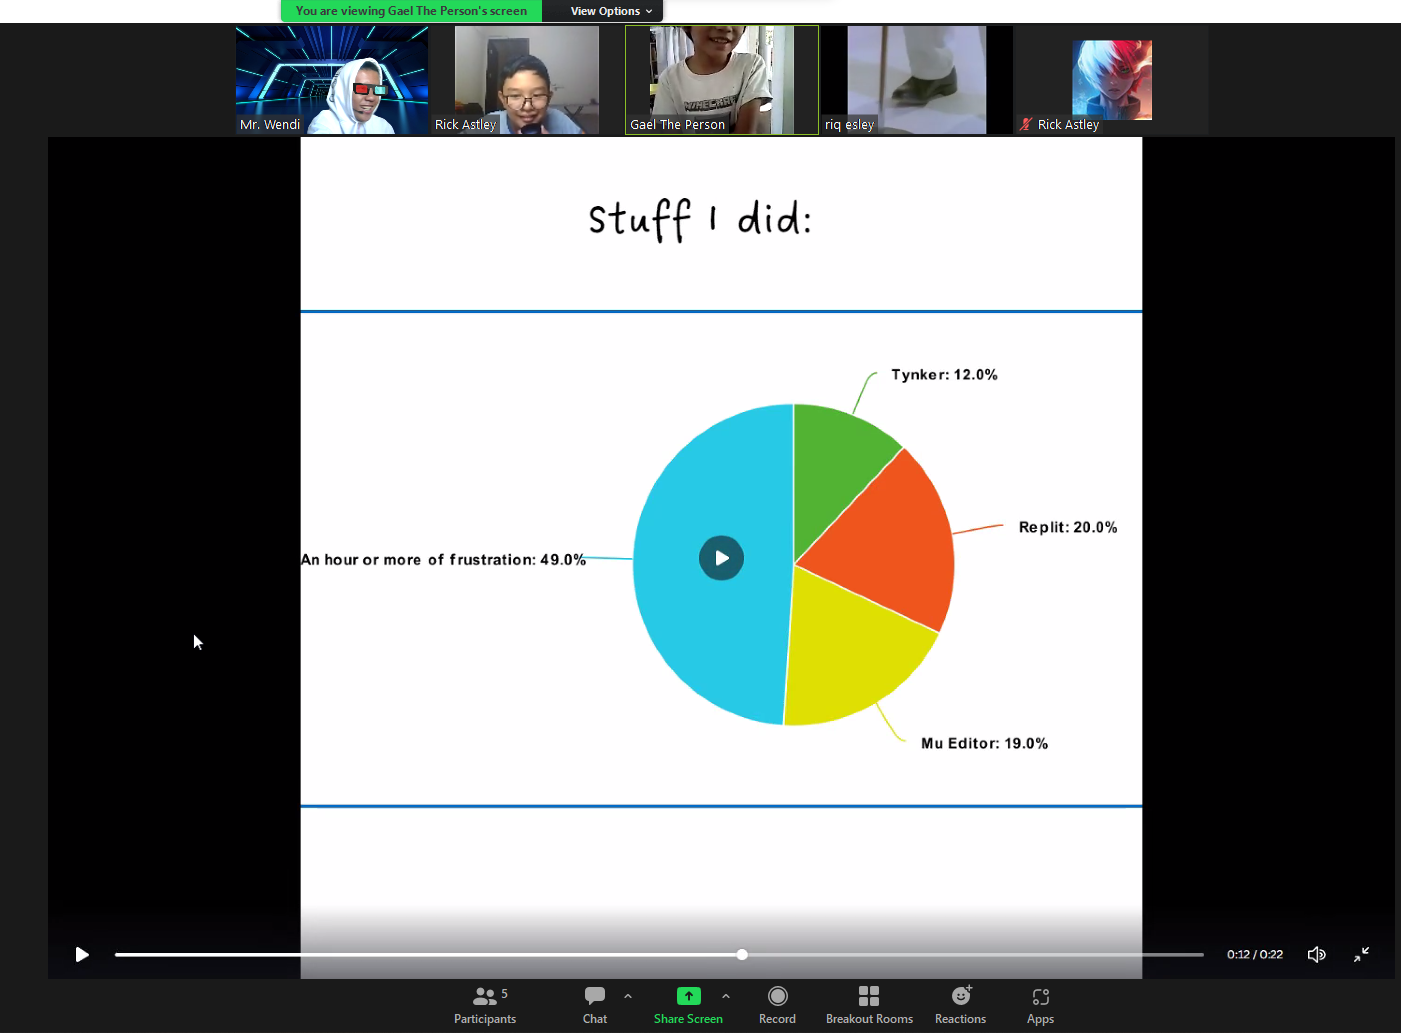 You are viewing Gael The Person's screen
View Options
Mr. Wendi
Rick Astley
MINECRAFT
Gael The Person
riq esley
Rick Astley
Stuff I did:
Tynker: 12.0%
Replit: 20.0%
An hour or more of frustration: 49.0%
Mu Editor: 19.0%
0:12 / 0:22
5
Participants
Chat
Share Screen
Record
Breakout Rooms
Reactions
Apps